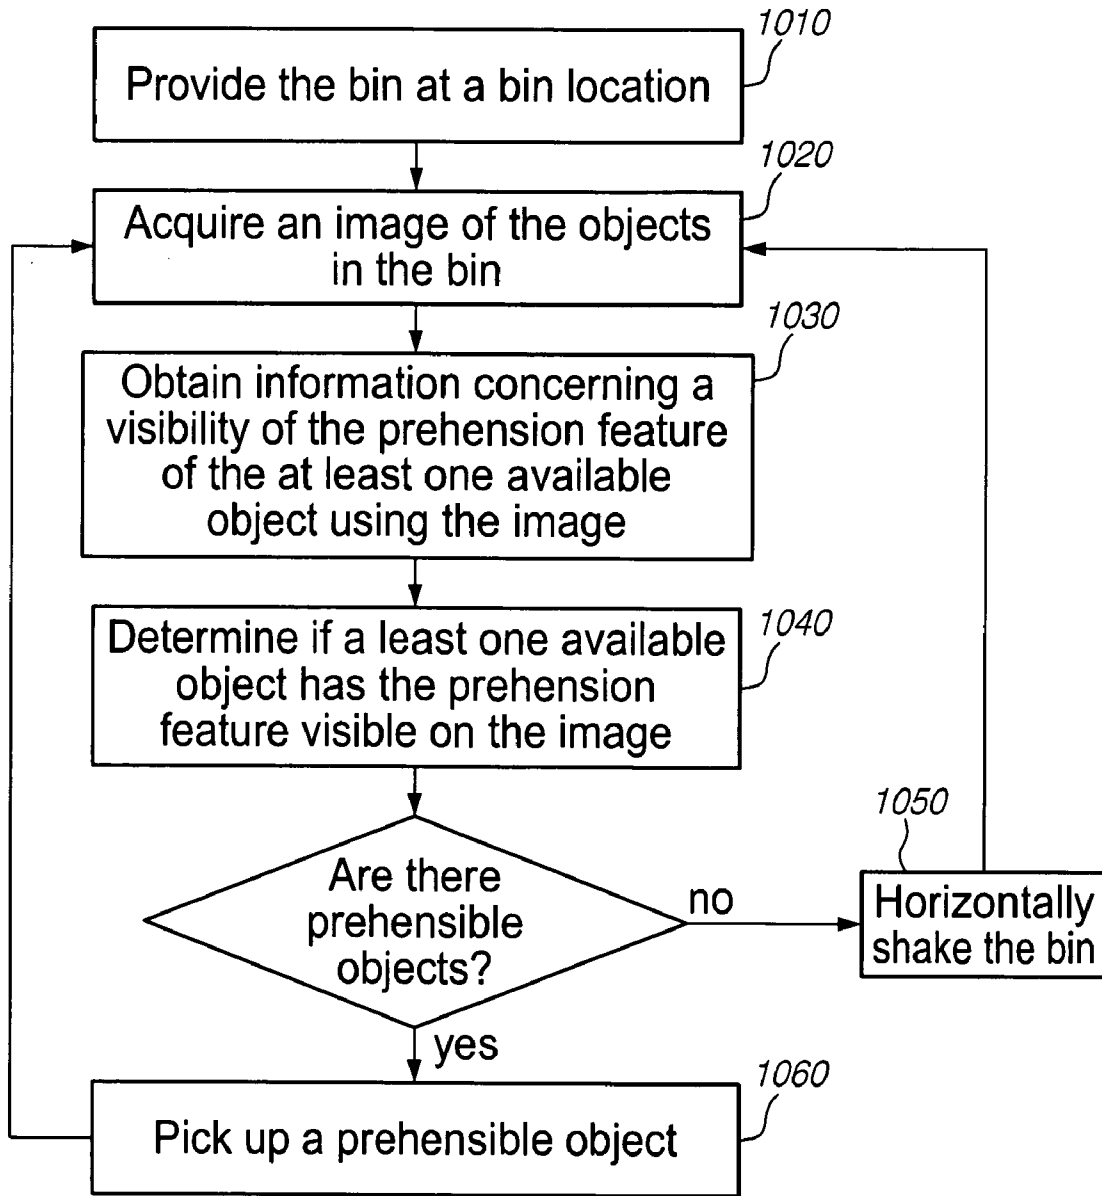 1010
Provide the bin at a bin location
1020
Acquire an image of the objects
in the bin
1030
Obtain information concerning a
visibility of the prehension feature
of the at least one available
object using the image
1040
Determine if a least one available
object has the prehension
feature visible on the image
Are there
prehensible
objects?
no
1050
Horizontally
shake the bin
yes
1060
Pick up a prehensible object